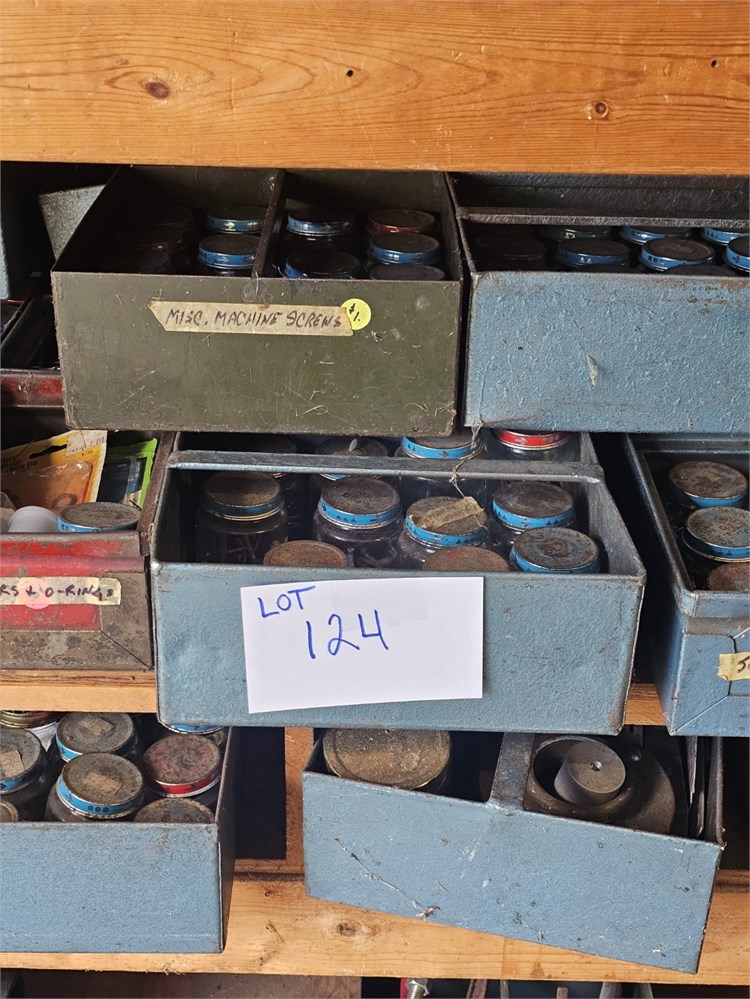 MISC. MACHINE SCREWS
$1.
RS & O-RINGS
LOT
124